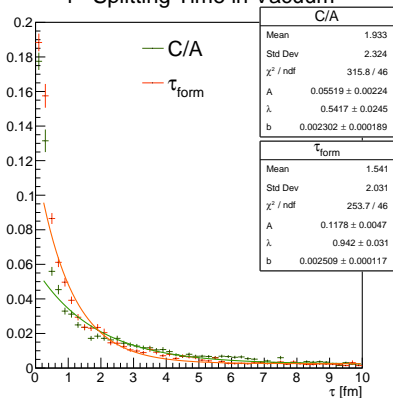 Splitting Time in Vacuum
C/A
τform
C/A
Mean 1.933
Std Dev 2.324
χ² / ndf 315.8 / 46
A 0.05519 ± 0.00224
λ 0.5417 ± 0.0245
b 0.002302 ± 0.000189
τform
Mean 1.541
Std Dev 2.031
χ² / ndf 253.7 / 46
A 0.1178 ± 0.0047
λ 0.942 ± 0.031
b 0.002509 ± 0.000117
0.2
0.18
0.16
0.14
0.12
0.1
0.08
0.06
0.04
0.02
0
0 1 2 3 4 5 6 7 8 9 10
τ [fm]